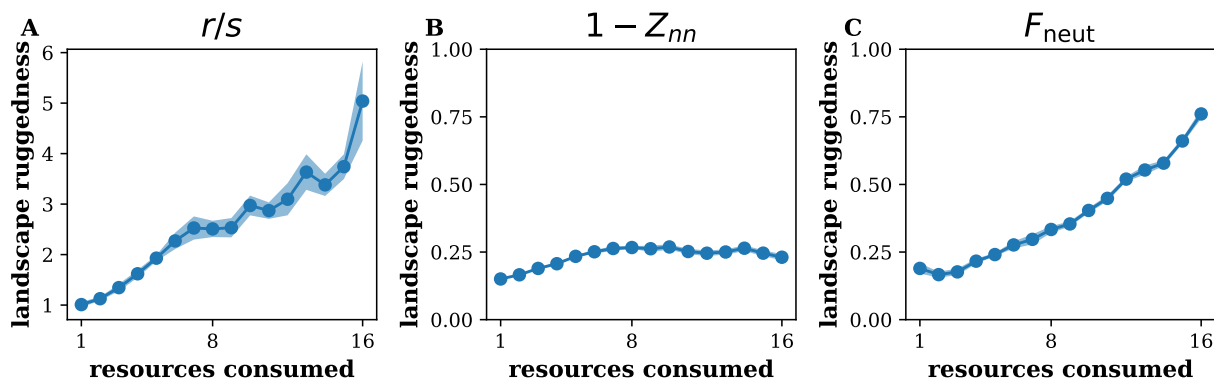 A
r/s
landscape ruggedness
6
5
4
3
2
1
1
8
16
resources consumed
B
1 − Znn
landscape ruggedness
1.00
0.75
0.50
0.25
0.00
1
8
16
resources consumed
C
Fneut
landscape ruggedness
1.00
0.75
0.50
0.25
0.00
1
8
16
resources consumed